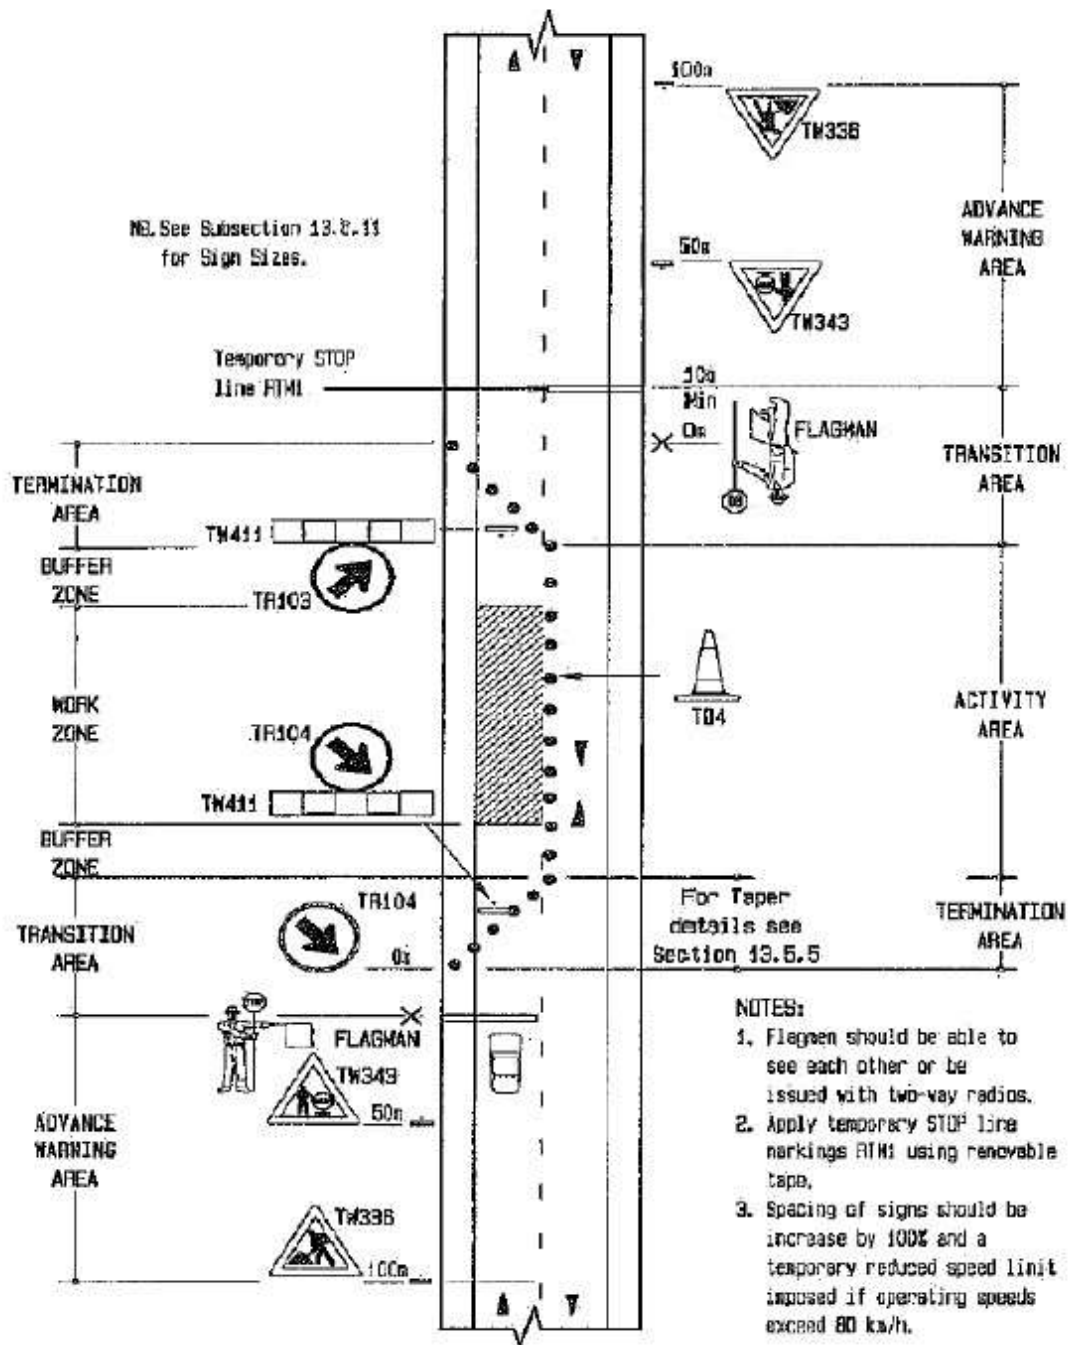 100m
TW336
ADVANCE
WARNING
AREA
NB. See Subsection 13.8.11
for Sign Sizes.
50m
TW343
Temporary STOP
line RTM1
10m
Min
0m
FLAGMAN
TRANSITION
AREA
TERMINATION
AREA
TW411
BUFFER
ZONE
TR103
WORK
ZONE
TR104
TD4
ACTIVITY
AREA
TW411
BUFFER
ZONE
TR104
For Taper
details see
Section 13.5.5
TERMINATION
AREA
TRANSITION
AREA
0m
STOP
FLAGMAN
TW343
50m
ADVANCE
WARNING
AREA
TW336
100m
NOTES:
1. Flagmen should be able to
see each other or be
issued with two-way radios.
2. Apply temporary STOP line
markings RTM1 using removable
tape.
3. Spacing of signs should be
increase by 100% and a
temporary reduced speed limit
imposed if operating speeds
exceed 80 km/h.